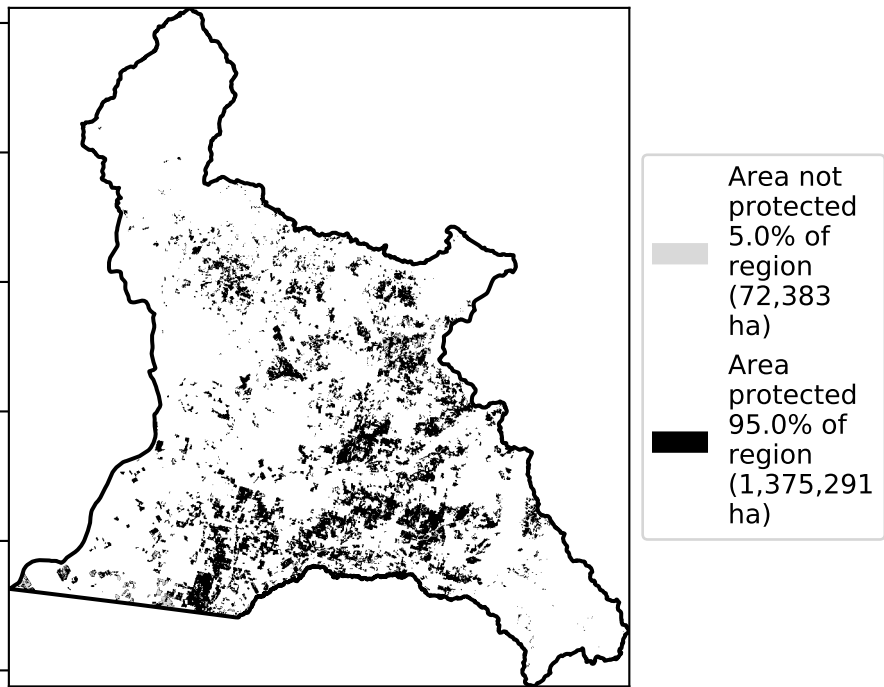 Area not
protected
5.0% of
region
(72,383
ha)
Area
protected
95.0% of
region
(1,375,291
ha)